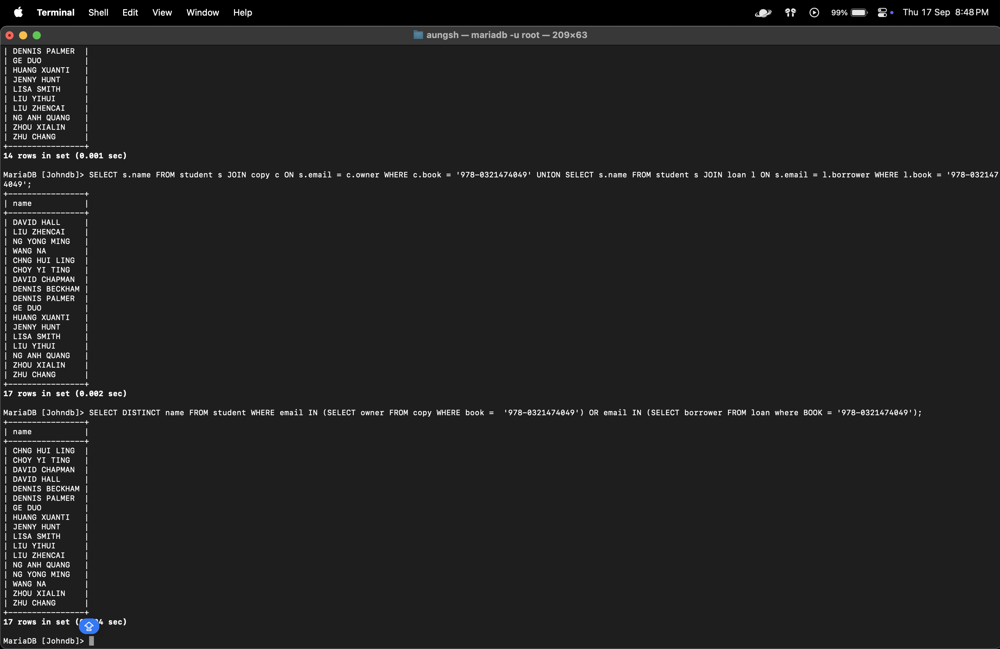 Terminal Shell Edit View Window Help 99% Thu 17 Sep 8:48 PM
aungsh — mariadb -u root — 209×63
| DENNIS PALMER  |
| GE DUO         |
| HUANG XUANTI   |
| JENNY HUNT     |
| LISA SMITH     |
| LIU YIHUI      |
| LIU ZHENCAI    |
| NG ANH QUANG   |
| ZHOU XIALIN    |
| ZHU CHANG      |
+----------------+
14 rows in set (0.001 sec)
MariaDB [Johndb]> SELECT s.name FROM student s JOIN copy c ON s.email = c.owner WHERE c.book = '978-0321474049' UNION SELECT s.name FROM student s JOIN loan l ON s.email = l.borrower WHERE l.book = '978-032147
4049';
+----------------+
| name           |
+----------------+
| DAVID HALL     |
| LIU ZHENCAI    |
| NG YONG MING   |
| WANG NA        |
| CHNG HUI LING  |
| CHOY YI TING   |
| DAVID CHAPMAN  |
| DENNIS BECKHAM |
| DENNIS PALMER  |
| GE DUO         |
| HUANG XUANTI   |
| JENNY HUNT     |
| LISA SMITH     |
| LIU YIHUI      |
| NG ANH QUANG   |
| ZHOU XIALIN    |
| ZHU CHANG      |
+----------------+
17 rows in set (0.002 sec)
MariaDB [Johndb]> SELECT DISTINCT name FROM student WHERE email IN (SELECT owner FROM copy WHERE book =  '978-0321474049') OR email IN (SELECT borrower FROM loan where BOOK = '978-0321474049');
+----------------+
| name           |
+----------------+
| CHNG HUI LING  |
| CHOY YI TING   |
| DAVID CHAPMAN  |
| DAVID HALL     |
| DENNIS BECKHAM |
| DENNIS PALMER  |
| GE DUO         |
| HUANG XUANTI   |
| JENNY HUNT     |
| LISA SMITH     |
| LIU YIHUI      |
| LIU ZHENCAI    |
| NG ANH QUANG   |
| NG YONG MING   |
| WANG NA        |
| ZHOU XIALIN    |
| ZHU CHANG      |
+----------------+
17 rows in set ( sec)
MariaDB [Johndb]>